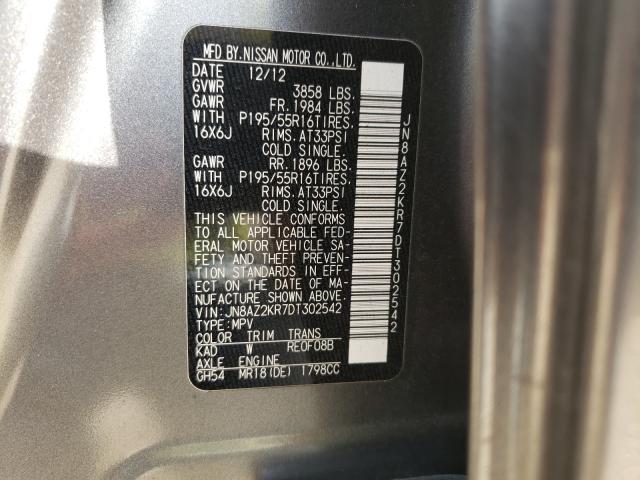 MFD BY.NISSAN MOTOR CO.,LTD.
DATE 12/12
GVWR 3858 LBS.
GAWR FR.1984 LBS.
WITH P195/55R16TIRES.
16X6J RIMS.AT33PSI
COLD SINGLE.
GAWR RR.1896 LBS.
WITH P195/55R16TIRES.
16X6J RIMS.AT33PSI
COLD SINGLE.
THIS VEHICLE CONFORMS
TO ALL APPLICABLE FED-
ERAL MOTOR VEHICLE SA-
FETY AND THEFT PREVEN-
TION STANDARDS IN EFF-
ECT ON THE DATE OF MA-
NUFACTURE SHOWN ABOVE.
VIN:JN8AZ2KR7DT302542
TYPE:MPV
COLOR TRIM TRANS
KAD W RE0F08B
AXLE ENGINE
GH54 MR18(DE) 1798CC
JN8AZ2KR7DT302542